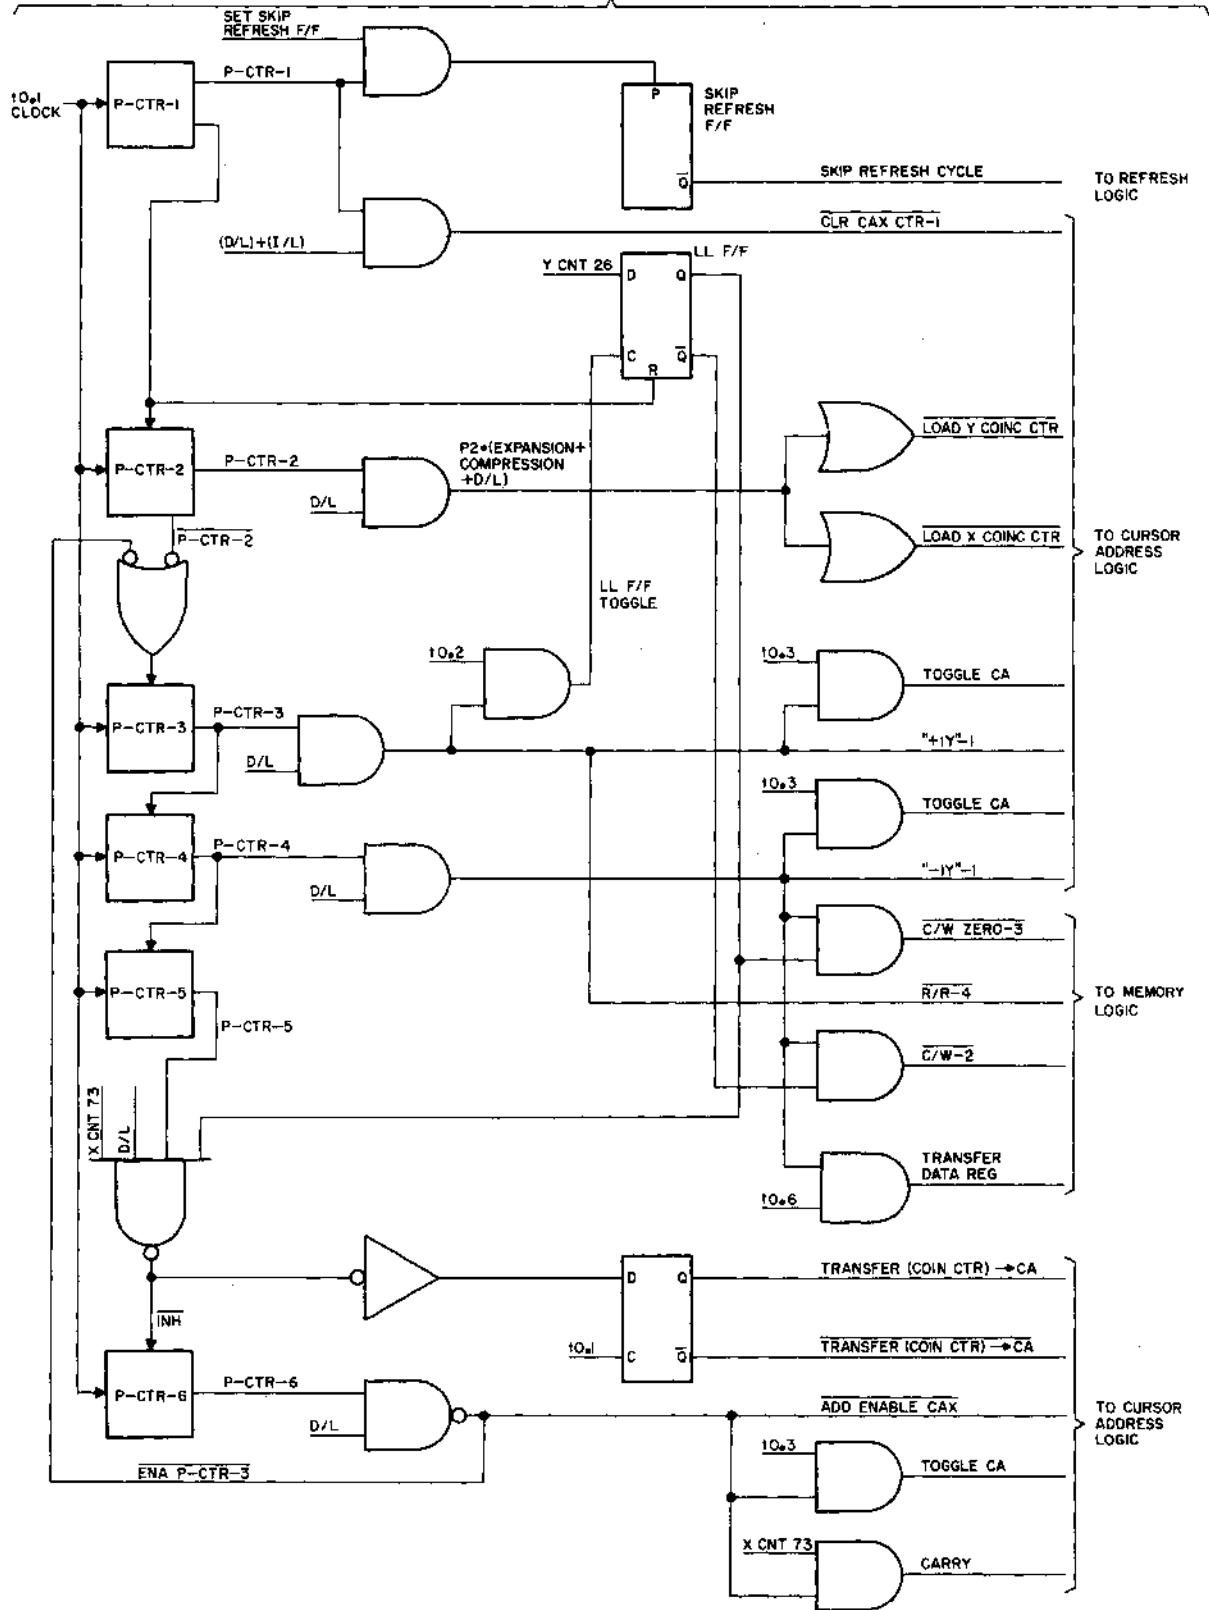 SET SKIP
REFRESH F/F
P-CTR-1
t0.1
CLOCK
P-CTR-1
P
SKIP
REFRESH
F/F
Q
SKIP REFRESH CYCLE
TO REFRESH
LOGIC
(D/L)+(I/L)
CLR CAX CTR-1
LL F/F
Y CNT 26
D
Q
C
Q
R
P-CTR-2
P-CTR-2
D/L
P2•(EXPANSION+
COMPRESSION
+D/L)
LOAD Y COINC CTR
LOAD X COINC CTR
TO CURSOR
ADDRESS
LOGIC
P-CTR-2
LL F/F
TOGGLE
t0.2
t0.3
TOGGLE CA
P-CTR-3
P-CTR-3
D/L
"+1Y"-1
t0.3
TOGGLE CA
P-CTR-4
P-CTR-4
D/L
"-1Y"-1
C/W ZERO-3
P-CTR-5
P-CTR-5
R/R-4
TO MEMORY
LOGIC
C/W-2
X CNT 73
D/L
TRANSFER
DATA REG
t0.6
INH
D
Q
TRANSFER (COIN CTR)→CA
t0.1
C
Q
TRANSFER (COIN CTR)→CA
P-CTR-6
P-CTR-6
D/L
ADD ENABLE CAX
TO CURSOR
ADDRESS
LOGIC
ENA P-CTR-3
t0.3
TOGGLE CA
X CNT 73
CARRY